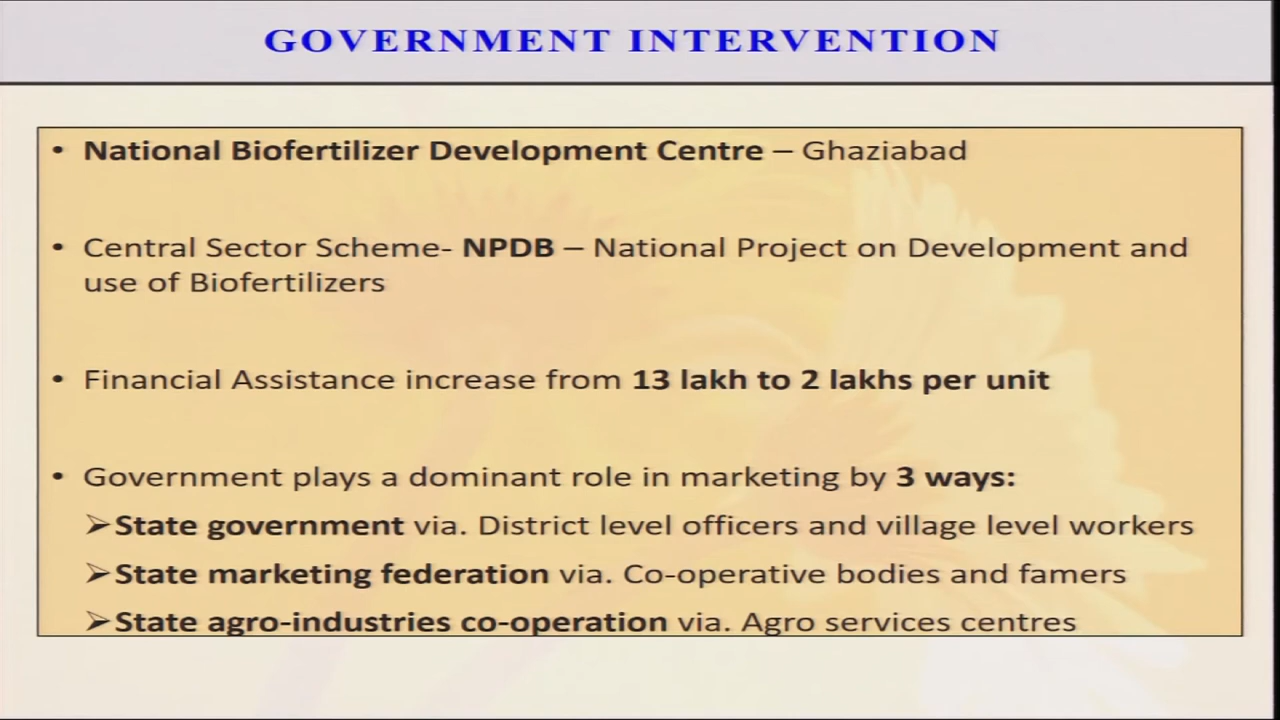 GOVERNMENT INTERVENTION
• National Biofertilizer Development Centre – Ghaziabad
• Central Sector Scheme- NPDB – National Project on Development and
use of Biofertilizers
• Financial Assistance increase from 13 lakh to 2 lakhs per unit
• Government plays a dominant role in marketing by 3 ways:
➢State government via. District level officers and village level workers
➢State marketing federation via. Co-operative bodies and famers
➢State agro-industries co-operation via. Agro services centres